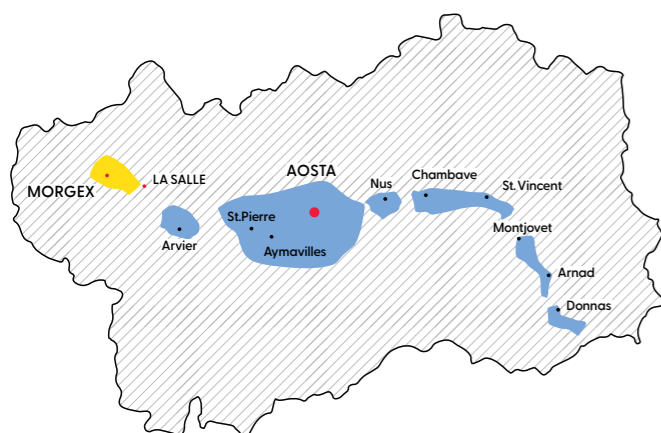 MORGEX
LA SALLE
AOSTA
Nus
Chambave
St. Vincent
St.Pierre
Aymavilles
Arvier
Montjovet
Arnad
Donnas